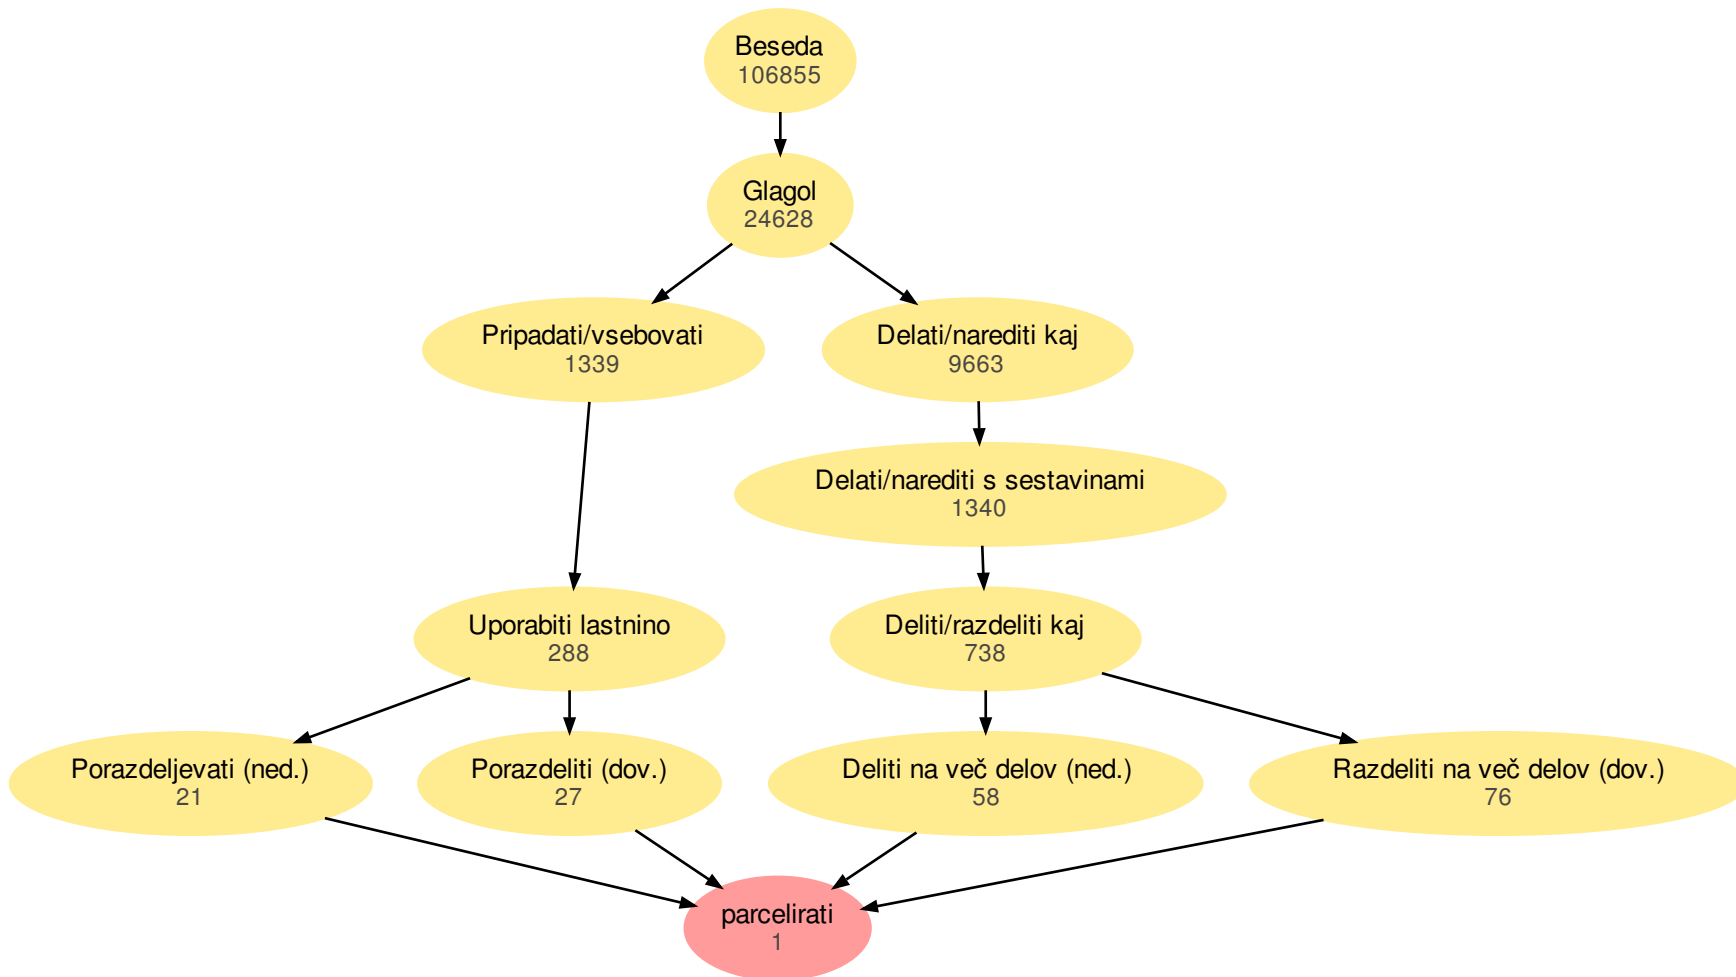 Beseda
106855
Glagol
24628
Pripadati/vsebovati
1339
Delati/narediti kaj
9663
Delati/narediti s sestavinami
1340
Uporabiti lastnino
288
Deliti/razdeliti kaj
738
Porazdeljevati (ned.)
21
Porazdeliti (dov.)
27
Deliti na več delov (ned.)
58
Razdeliti na več delov (dov.)
76
parcelirati
1